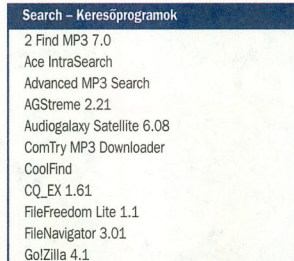 Search – Keresőprogramok
2 Find MP3 7.0
Ace IntraSearch
Advanced MP3 Search
AGStreme 2.21
Audiogalaxy Satellite 6.08
ComTry MP3 Downloader
CoolFind
CQ_EX 1.61
FileFreedom Lite 1.1
FileNavigator 3.01
Go!Zilla 4.1